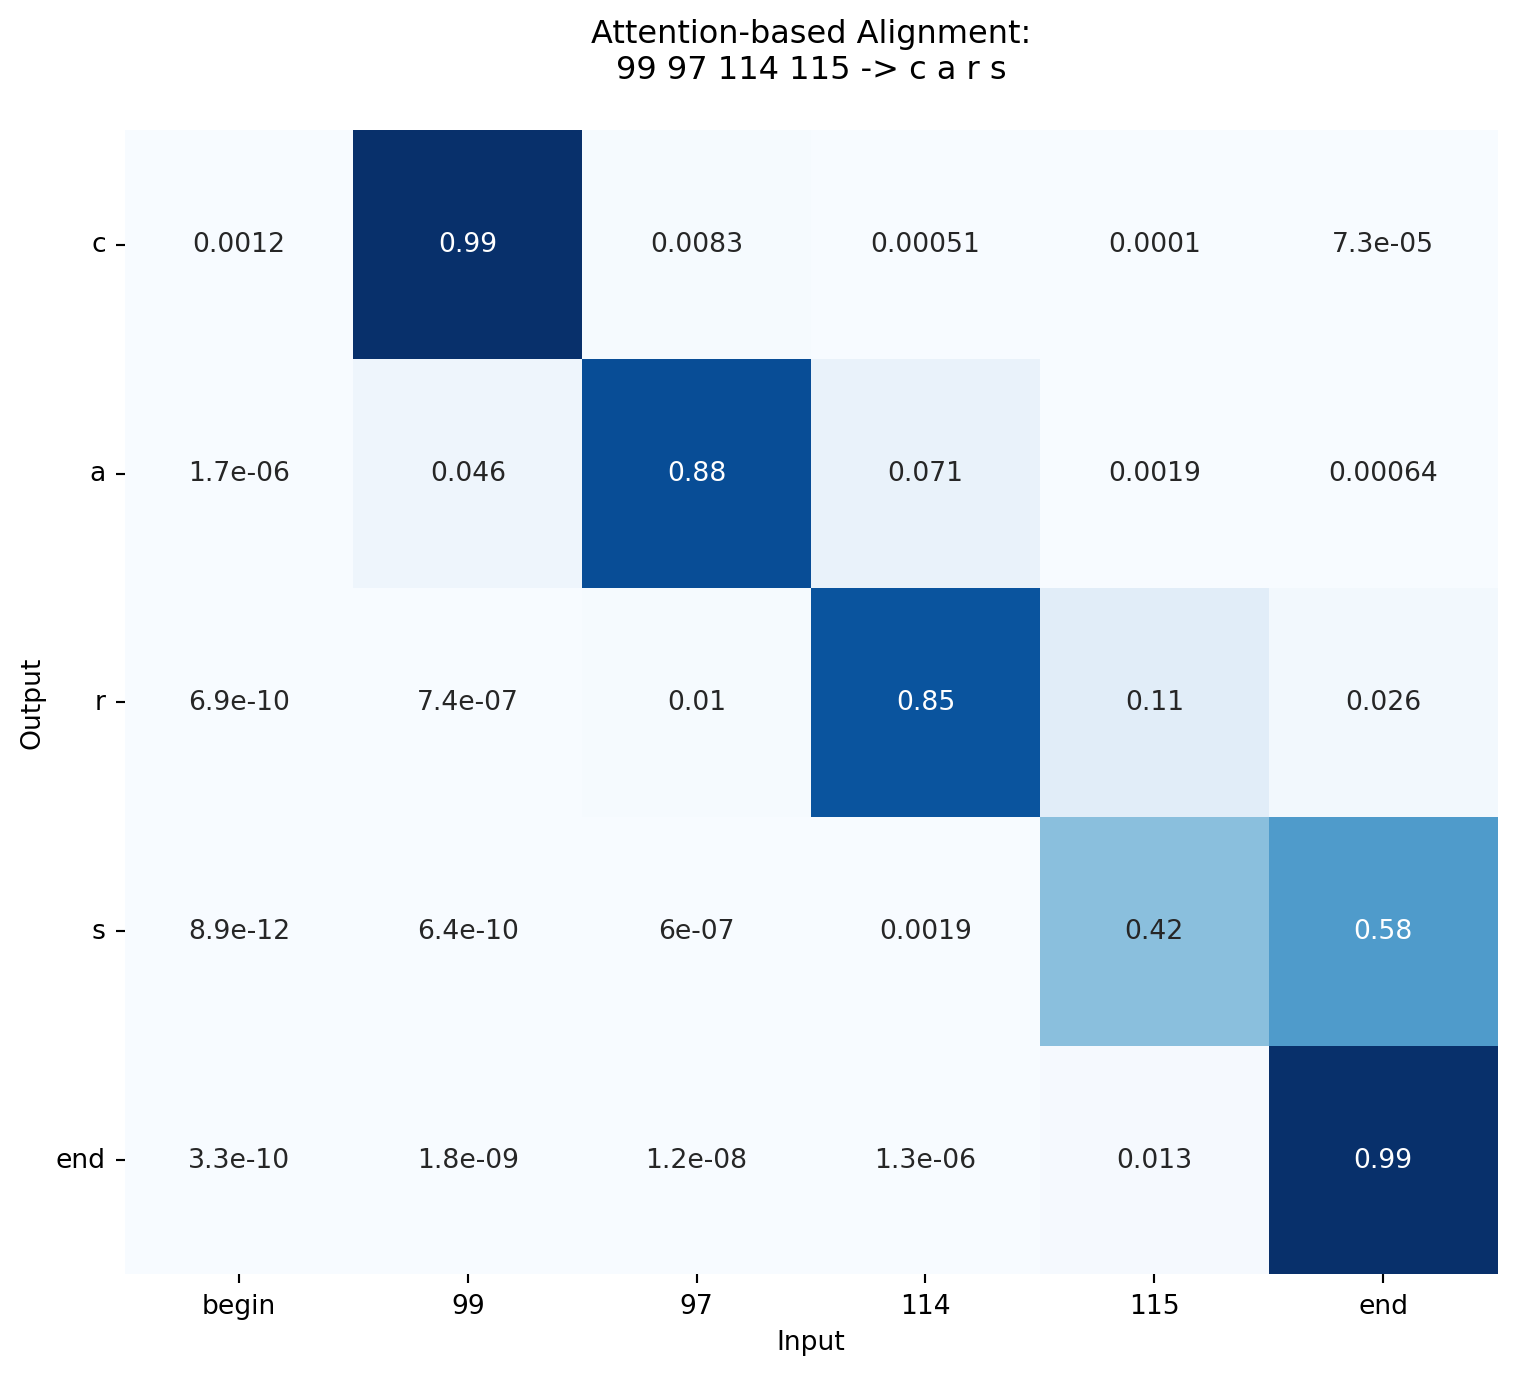 Attention-based Alignment:
99 97 114 115 -> c a r s
c 0.0012 0.99 0.0083 0.00051 0.0001 7.3e-05
a 1.7e-06 0.046 0.88 0.071 0.0019 0.00064
Output
r 6.9e-10 7.4e-07 0.01 0.85 0.11 0.026
s 8.9e-12 6.4e-10 6e-07 0.0019 0.42 0.58
end 3.3e-10 1.8e-09 1.2e-08 1.3e-06 0.013 0.99
begin 99 97 114 115 end
Input